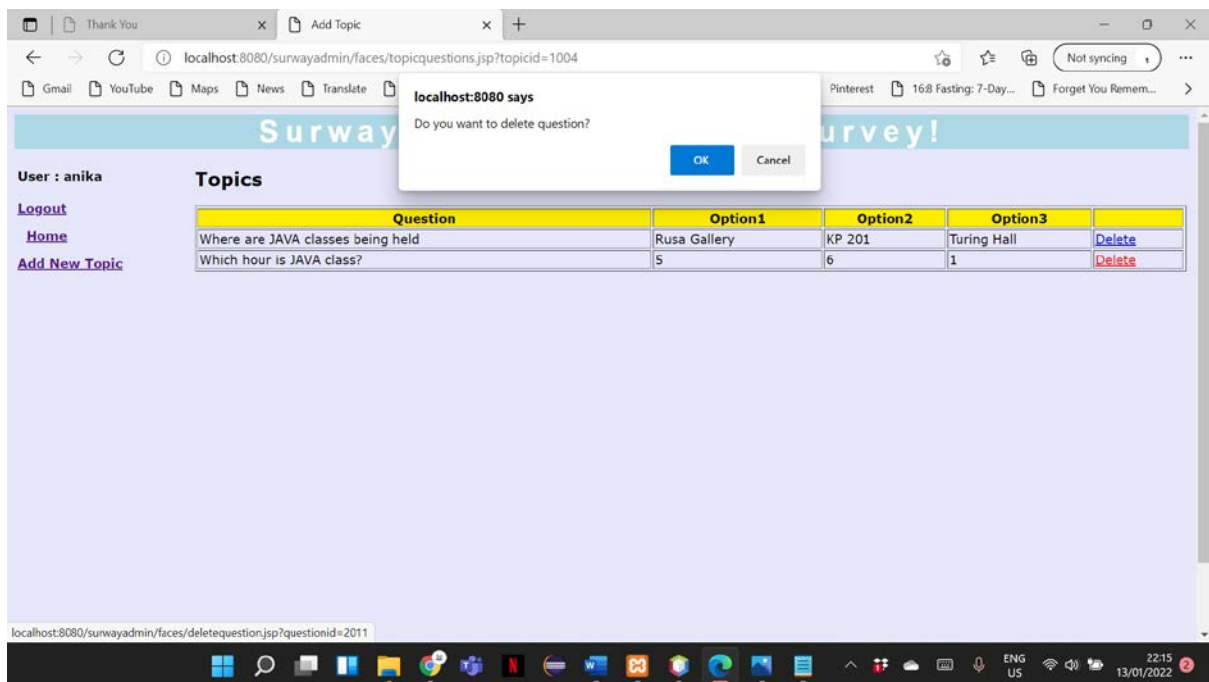 Thank You
Add Topic
localhost:8080/surwayadmin/faces/topicquestions.jsp?topicid=1004
Not syncing
Gmail YouTube Maps News Translate Pinterest 16:8 Fasting: 7-Day... Forget You Remem...
localhost:8080 says
Do you want to delete question?
OK Cancel
Surway urvey!
User : anika
Logout
Home
Add New Topic
Topics
Question Option1 Option2 Option3
Where are JAVA classes being held Rusa Gallery KP 201 Turing Hall Delete
Which hour is JAVA class? 5 6 1 Delete
localhost:8080/surwayadmin/faces/deletequestion.jsp?questionid=2011
ENG
US
22:15
13/01/2022
2